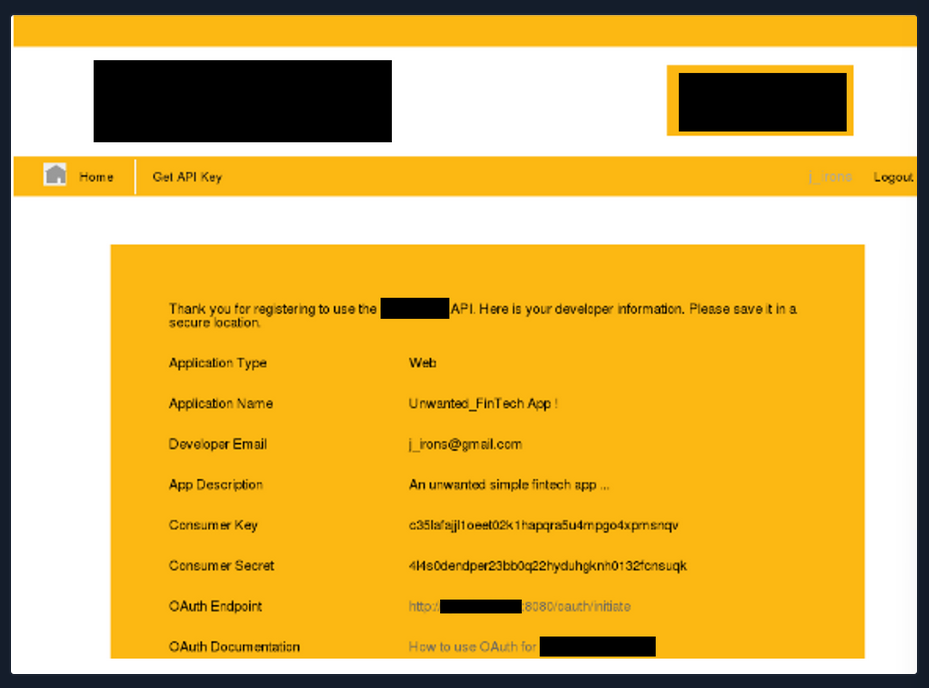 Home
Get API Key
j_irons
Logout
Thank you for registering to use the API. Here is your developer information. Please save it in a
secure location.
Application Type Web
Application Name Unwanted_FinTech App !
Developer Email j_irons@gmail.com
App Description An unwanted simple fintech app ...
Consumer Key c35lafajjl1oeet02k1hapqra5u4mpgo4xpmsnqv
Consumer Secret 4l4s0dendper23bb0q22hyduhgknh0132fcnsuqk
OAuth Endpoint http:/ :8080/oauth/initiate
OAuth Documentation How to use OAuth for